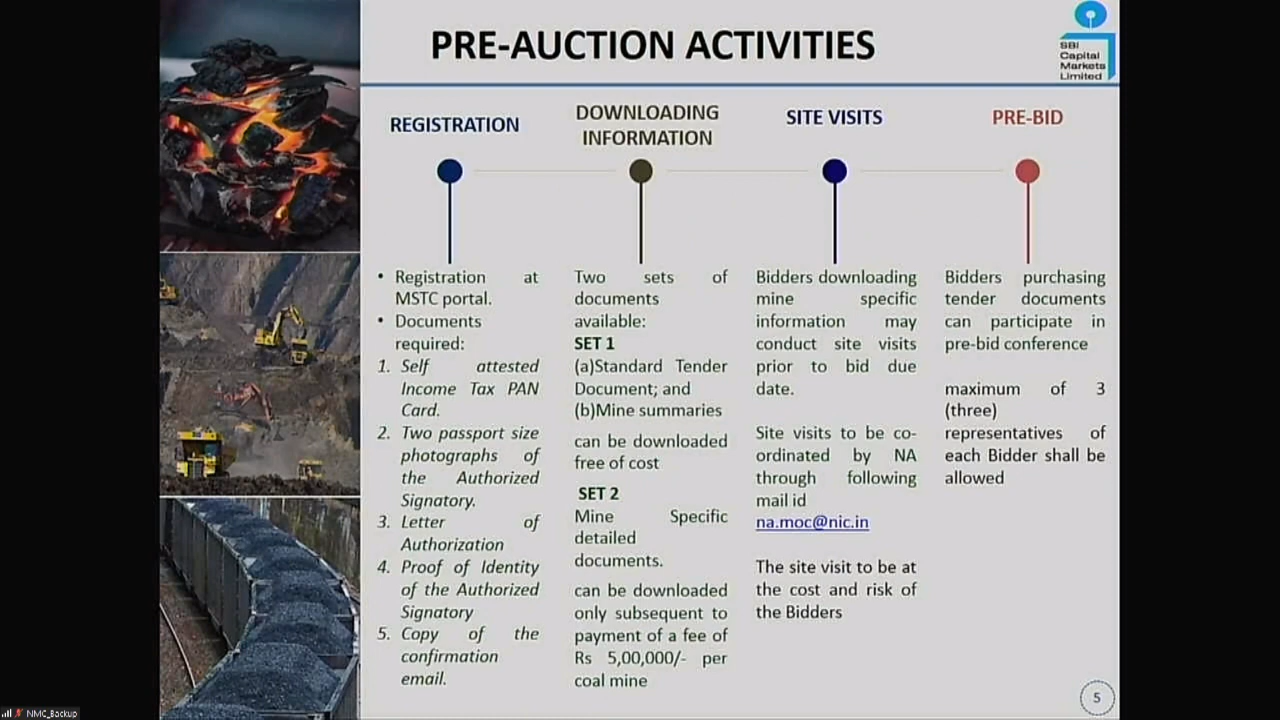 PRE-AUCTION ACTIVITIES
SBI
Capital
Markets
Limited
REGISTRATION
• Registration at
MSTC portal.
• Documents
required:
1. Self attested
Income Tax PAN
Card.
2. Two passport size
photographs of
the Authorized
Signatory.
3. Letter of
Authorization
4. Proof of Identity
of the Authorized
Signatory
5. Copy of the
confirmation
email.
DOWNLOADING
INFORMATION
Two sets of
documents
available:
SET 1
(a)Standard Tender
Document; and
(b)Mine summaries
can be downloaded
free of cost
SET 2
Mine Specific
detailed
documents.
can be downloaded
only subsequent to
payment of a fee of
Rs 5,00,000/- per
coal mine
SITE VISITS
Bidders downloading
mine specific
information may
conduct site visits
prior to bid due
date.
Site visits to be co-
ordinated by NA
through following
mail id
na.moc@nic.in
The site visit to be at
the cost and risk of
the Bidders
PRE-BID
Bidders purchasing
tender documents
can participate in
pre-bid conference
maximum of 3
(three)
representatives of
each Bidder shall be
allowed
5
NMC_Backup